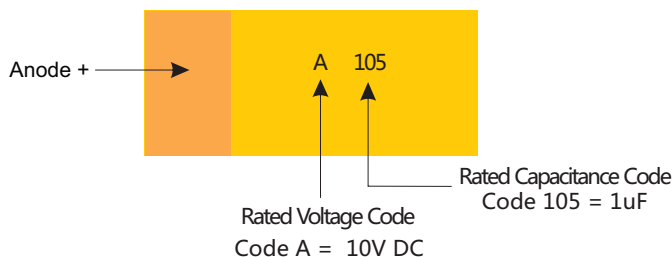 A 105
Anode +
Rated Capacitance Code
Code 105 = 1uF
Rated Voltage Code
Code A = 10V DC